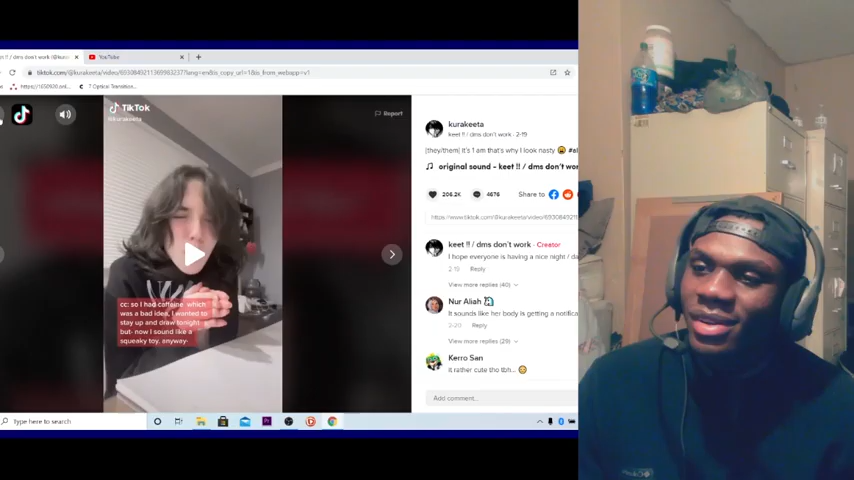 YouTube
tiktok.com/@kurakeeta/video/
TikTok
@kurakeeta
Report
kurakeeta
keet !! / dms don't work · 2-19
|they/them| it's 1 am that's why I look nasty
original sound - keet !! / dms don't wor
206.2K
4676
Share to
keet !! / dms don't work · Creator
I hope everyone is having a nice night / da
2-19 Reply
View more replies (40)
Nur Aliah
It sounds like her body is getting a notifica
2-20 Reply
View more replies (29)
Kerro San
it rather cute tho tbh...
Add comment...
cc: so I had caffeine which
was a bad idea, I wanted to
stay up and draw tonight
but- now I sound like a
squeaky toy. anyway-
Type here to search